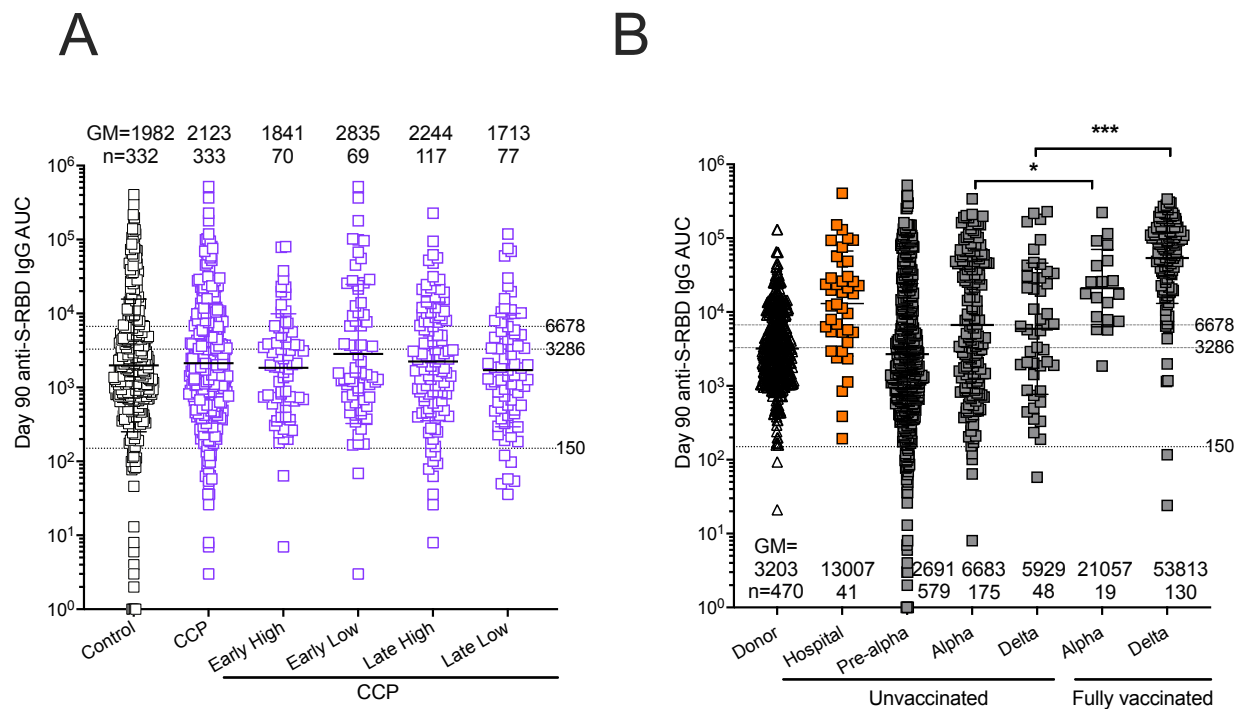 A
GM=1982 2123 1841 2835 2244 1713
n=332 333 70 69 117 77
Day 90 anti-S-RBD IgG AUC
10^6
10^5
10^4
10^3
10^2
10^1
10^0
6678
3286
150
Control CCP Early High Early Low Late High Late Low
CCP
B
***
*
Day 90 anti-S-RBD IgG AUC
10^6
10^5
10^4
10^3
10^2
10^1
10^0
6678
3286
150
GM=
3203 13007 2691 6683 5929 21057 53813
n=470 41 579 175 48 19 130
Donor Hospital Pre-alpha Alpha Delta Alpha Delta
Unvaccinated Fully vaccinated